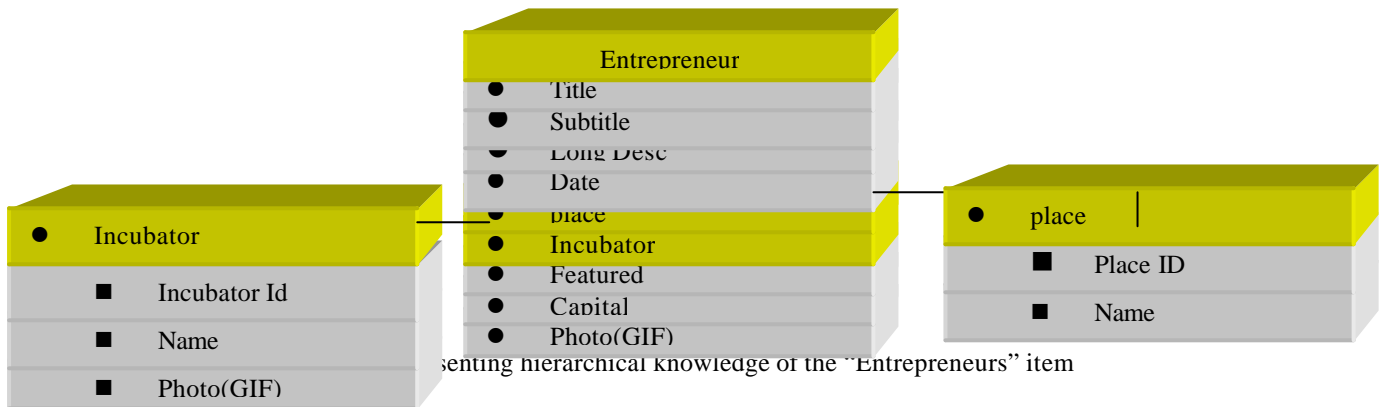 Entrepreneur
Title
Subtitle
Long Desc
Date
place
Incubator
Featured
Capital
Photo(GIF)
Incubator
Incubator Id
Name
Photo(GIF)
place
Place ID
Name
senting hierarchical knowledge of the “Entrepreneurs” item